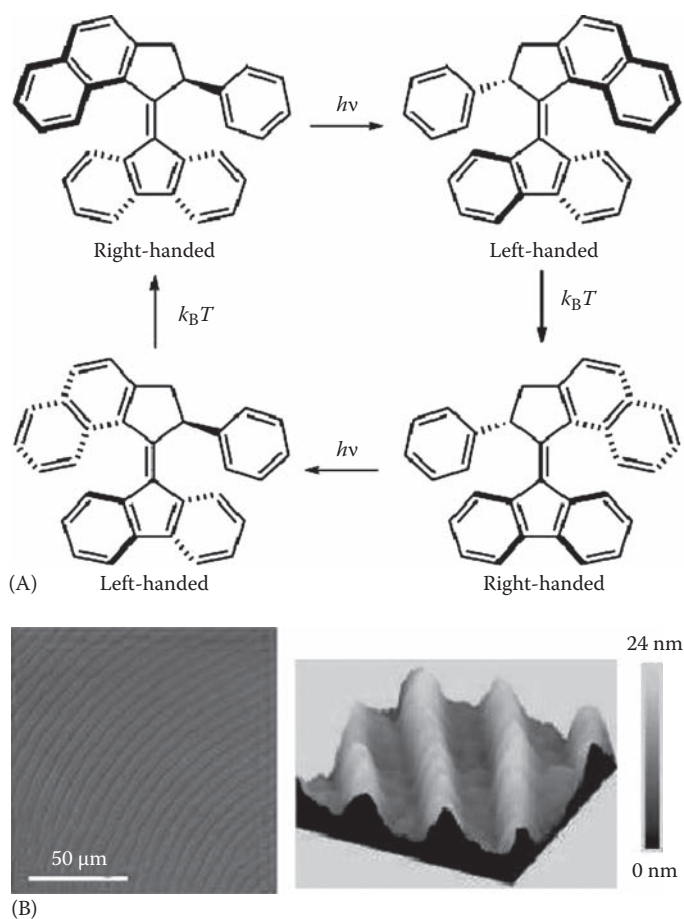 hν
Right-handed
Left-handed
k_BT
k_BT
hν
(A)
Left-handed
Right-handed
24 nm
50 μm
0 nm
(B)